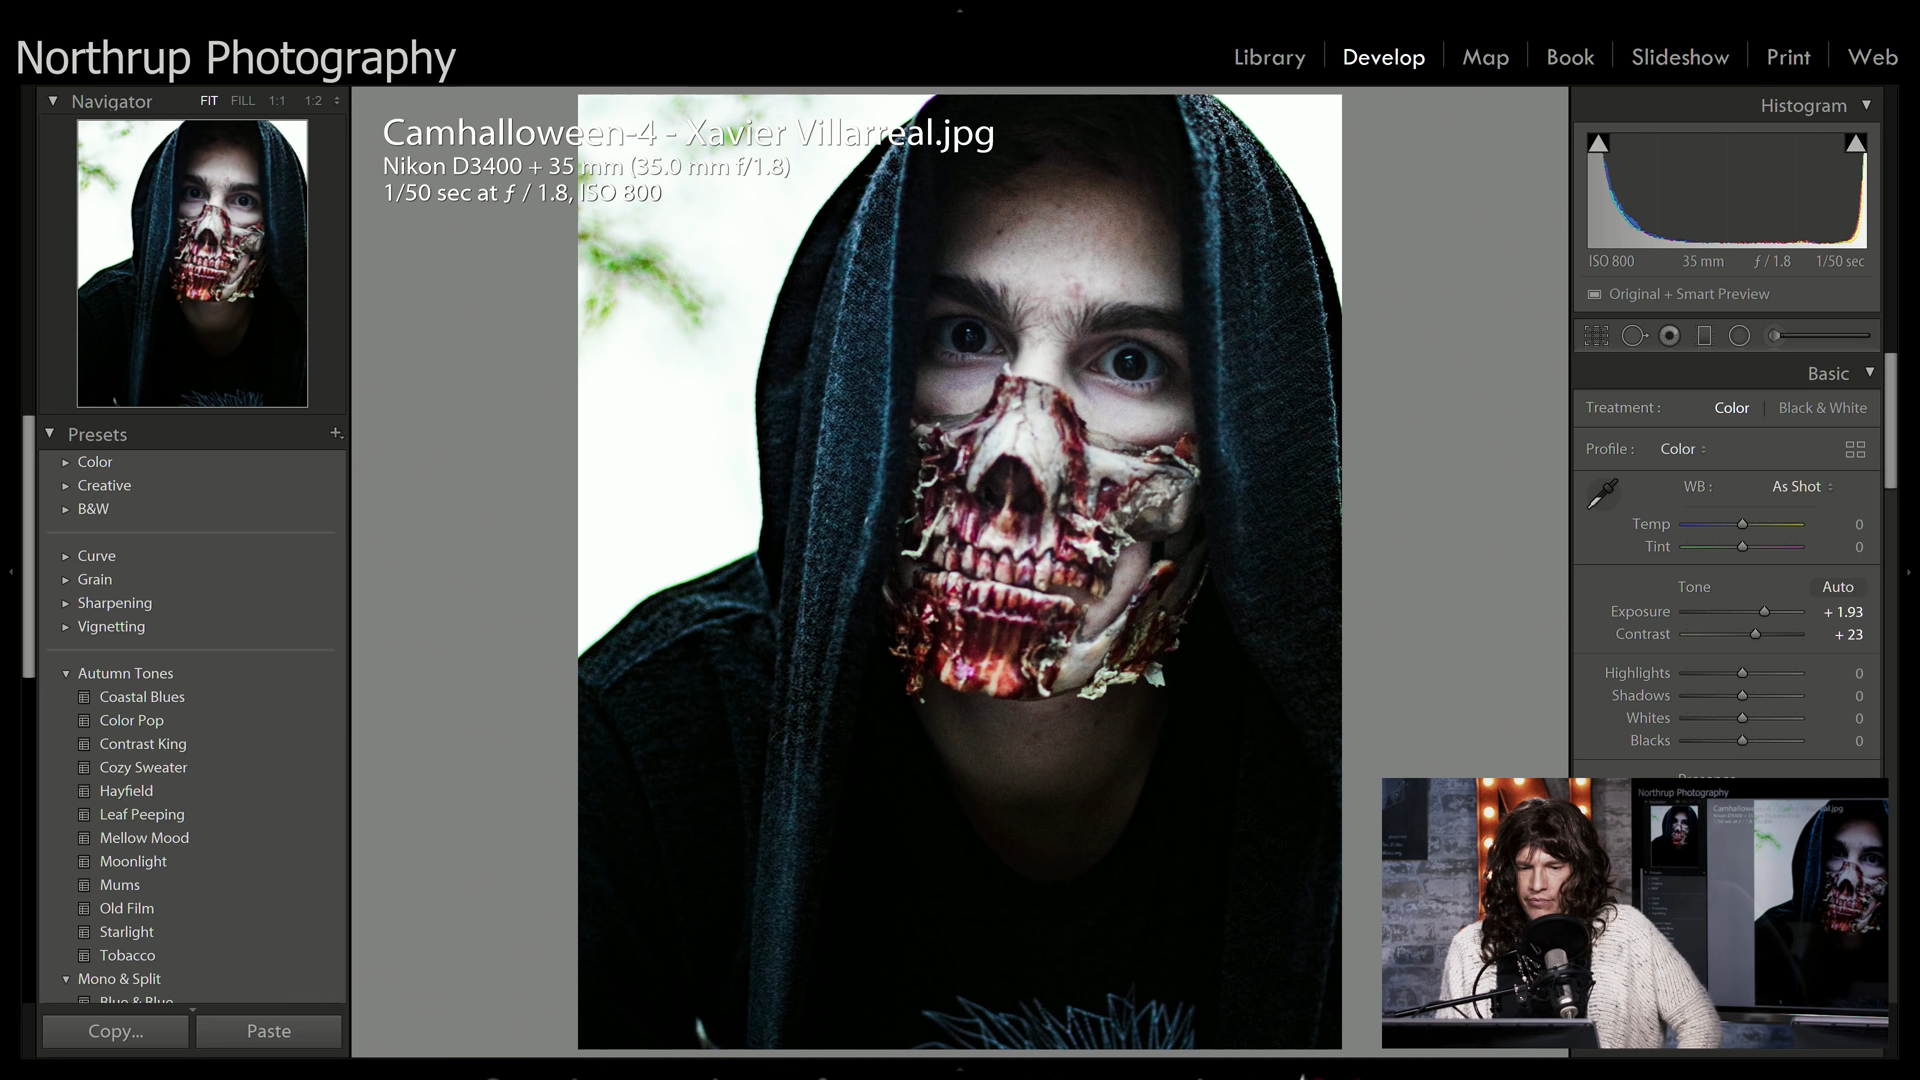 Northrup Photography
Library Develop Map Book Slideshow Print Web
Navigator FIT FILL 1:1 1:2
Camhalloween-4 - Xavier Villarreal.jpg
Nikon D3400 + 35 mm (35.0 mm f/1.8)
1/50 sec at ƒ / 1.8, ISO 800
Presets
Color
Creative
B&W
Curve
Grain
Sharpening
Vignetting
Autumn Tones
Coastal Blues
Color Pop
Contrast King
Cozy Sweater
Hayfield
Leaf Peeping
Mellow Mood
Moonlight
Mums
Old Film
Starlight
Tobacco
Mono & Split
Blue & Blue
Copy...
Paste
Histogram
ISO 800 35 mm ƒ / 1.8 1/50 sec
Original + Smart Preview
Basic
Treatment : Color Black & White
Profile : Color
WB : As Shot
Temp 0
Tint 0
Tone Auto
Exposure + 1.93
Contrast + 23
Highlights 0
Shadows 0
Whites 0
Blacks 0
Presence
Northrup Photography